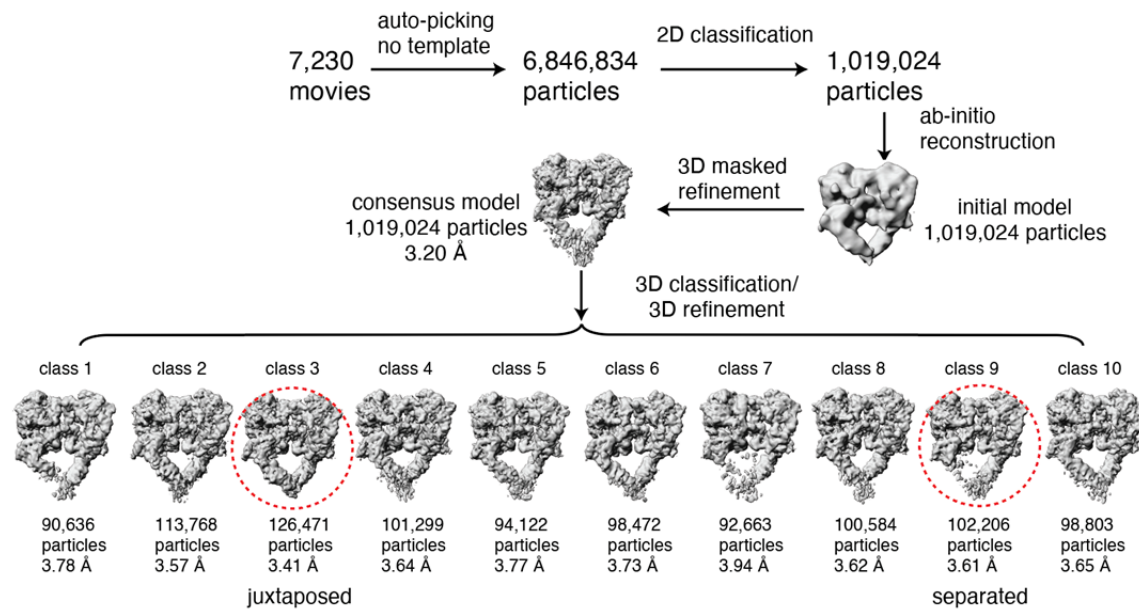 auto-picking
no template
2D classification
7,230
movies
6,846,834
particles
1,019,024
particles
ab-initio
reconstruction
3D masked
refinement
consensus model
1,019,024 particles
3.20 Å
initial model
1,019,024 particles
3D classification/
3D refinement
class 1
class 2
class 3
class 4
class 5
class 6
class 7
class 8
class 9
class 10
90,636
particles
3.78 Å
113,768
particles
3.57 Å
126,471
particles
3.41 Å
101,299
particles
3.64 Å
94,122
particles
3.77 Å
98,472
particles
3.73 Å
92,663
particles
3.94 Å
100,584
particles
3.62 Å
102,206
particles
3.61 Å
98,803
particles
3.65 Å
juxtaposed
separated